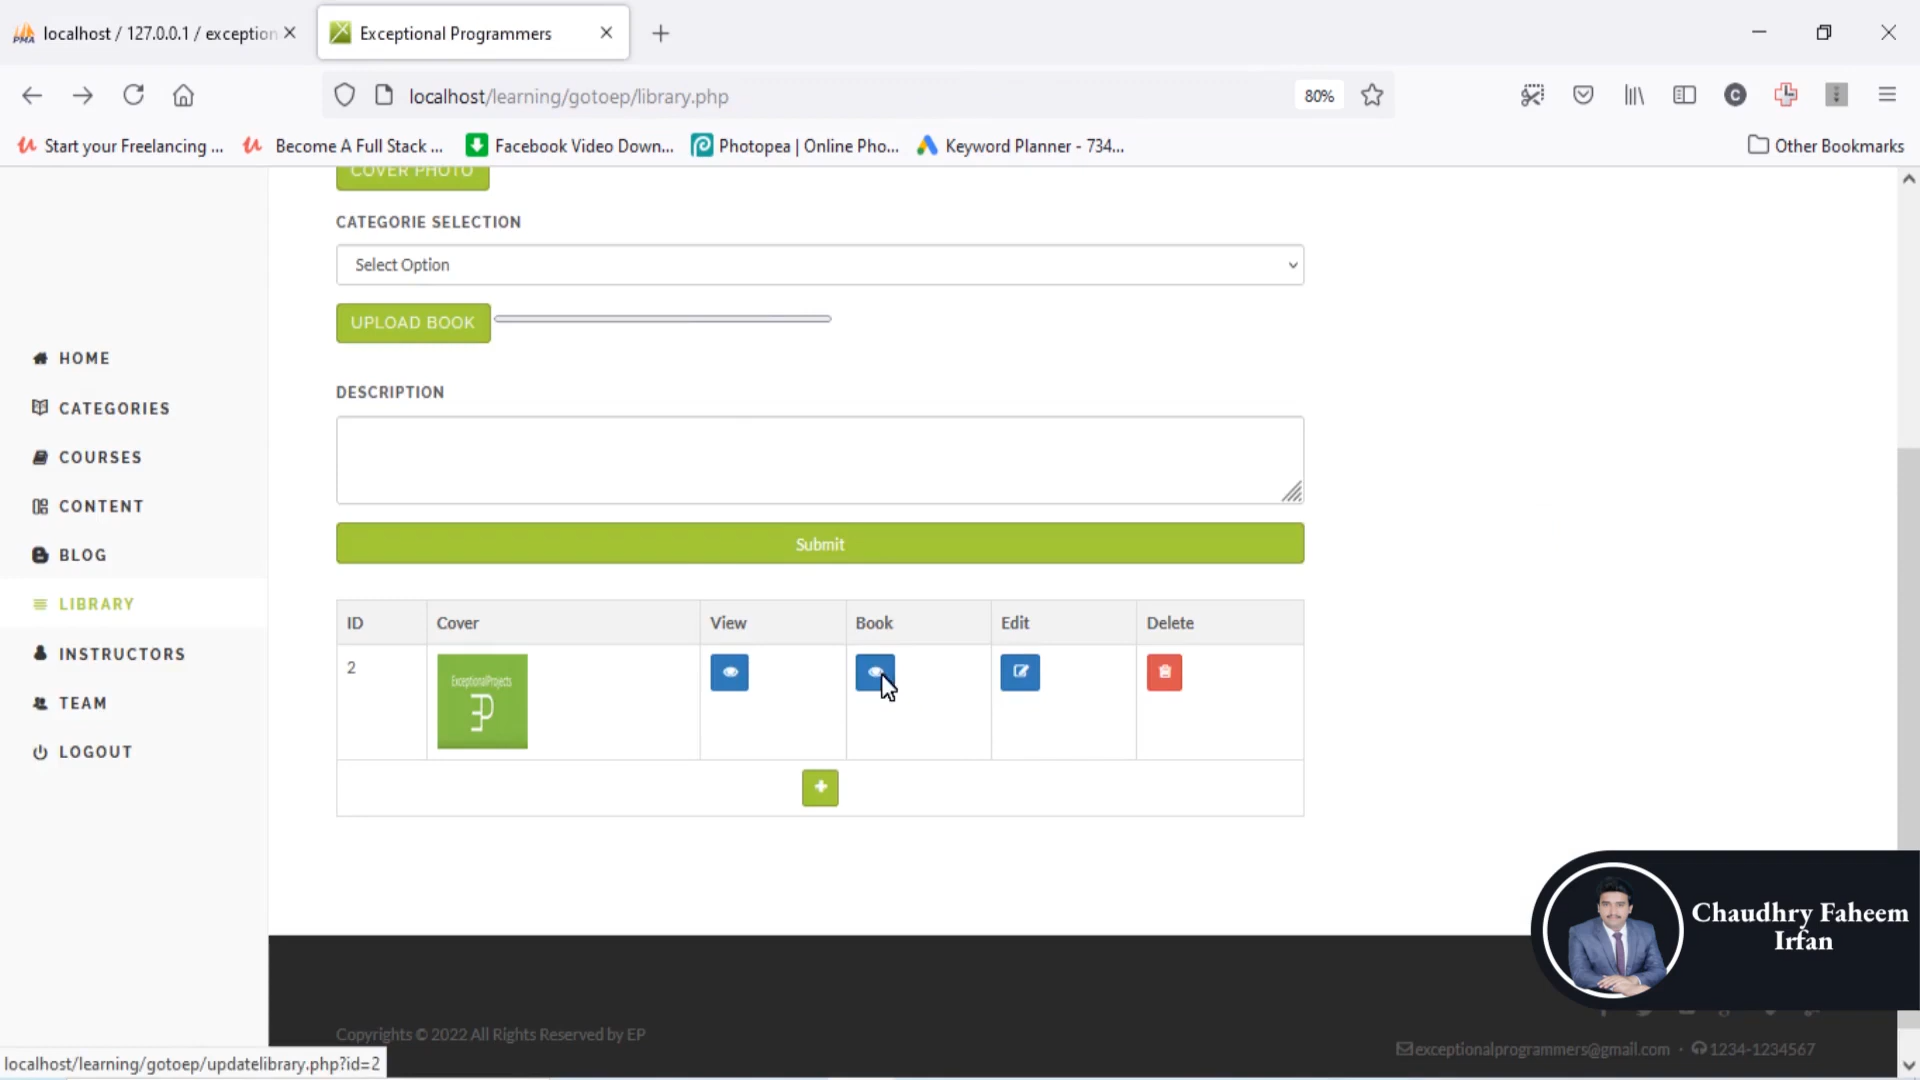 localhost / 127.0.0.1 / exception
Exceptional Programmers
localhost/learning/gotoep/library.php
80%
Start your Freelancing ...
Become A Full Stack ...
Facebook Video Down...
Photopea | Online Pho...
Keyword Planner - 734...
Other Bookmarks
COVER PHOTO
CATEGORIE SELECTION
Select Option
UPLOAD BOOK
HOME
CATEGORIES
COURSES
CONTENT
BLOG
LIBRARY
INSTRUCTORS
TEAM
LOGOUT
DESCRIPTION
Submit
ID Cover View Book Edit Delete
2
ExceptionalProjects
Chaudhry Faheem
Irfan
Copyrights © 2022 All Rights Reserved by EP
exceptionalprogrammers@gmail.com · 1234-1234567
localhost/learning/gotoep/updatelibrary.php?id=2